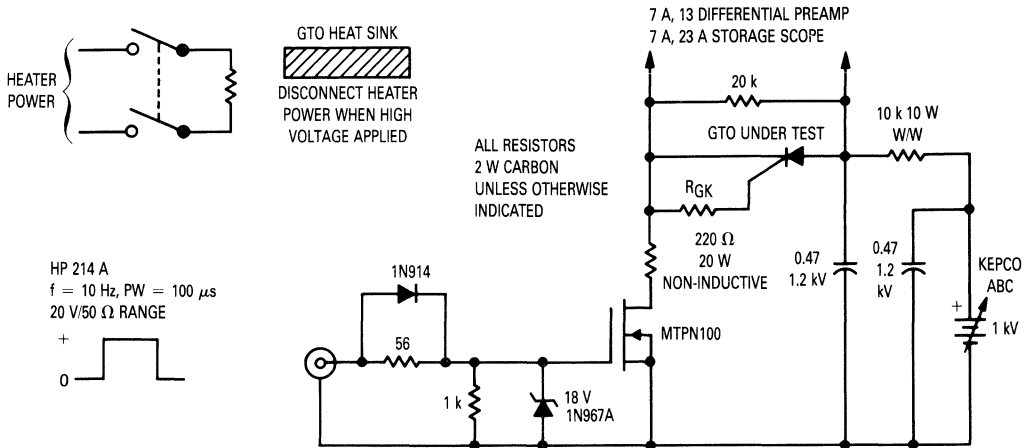 HEATER
POWER
GTO HEAT SINK
DISCONNECT HEATER
POWER WHEN HIGH
VOLTAGE APPLIED
7 A, 13 DIFFERENTIAL PREAMP
7 A, 23 A STORAGE SCOPE
20 k
10 k 10 W
W/W
GTO UNDER TEST
ALL RESISTORS
2 W CARBON
UNLESS OTHERWISE
INDICATED
RGK
220 Ω
20 W
NON-INDUCTIVE
0.47
1.2 kV
0.47
1.2
kV
KEPCO
ABC
+
1 kV
HP 214 A
f = 10 Hz, PW = 100 μs
20 V/50 Ω RANGE
+
0
1N914
56
1 k
18 V
1N967A
MTPN100